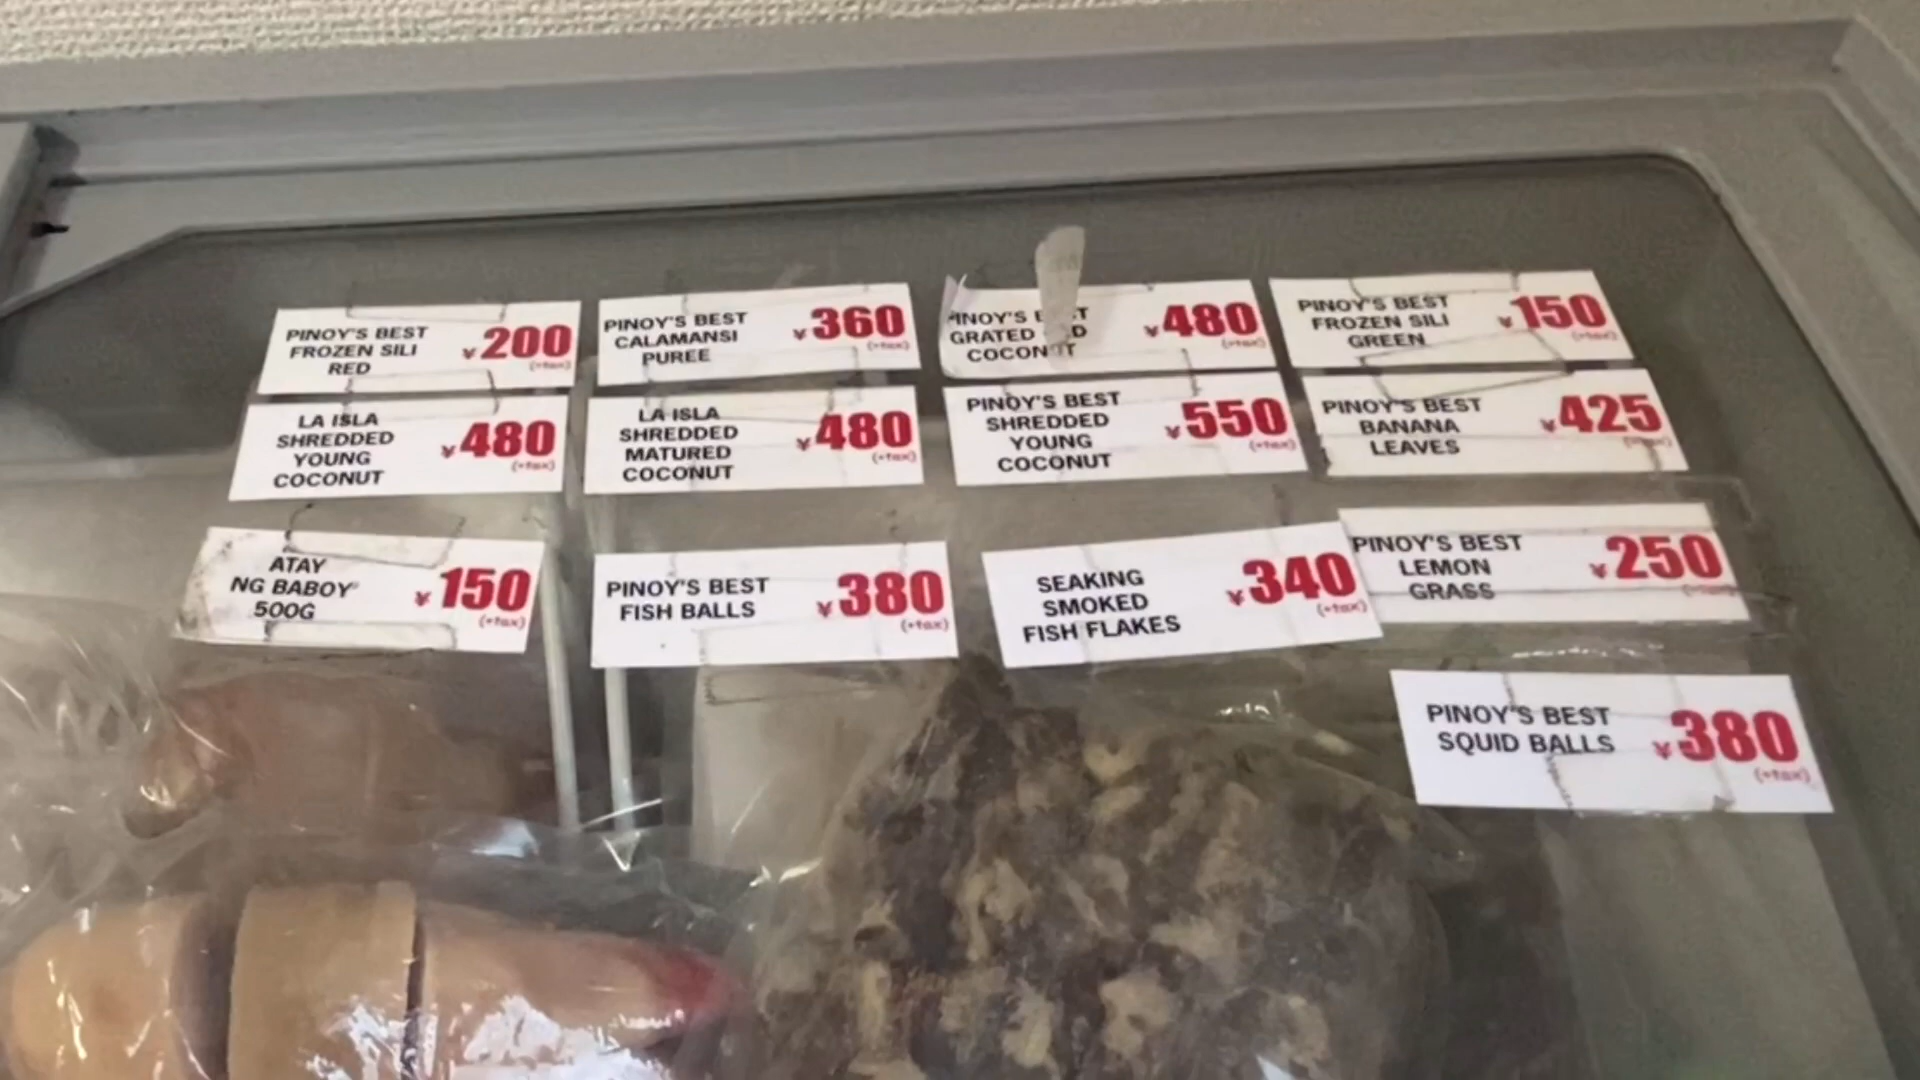 PINOY'S BEST
FROZEN SILI
RED
¥200
(+tax)
PINOY'S BEST
CALAMANSI
PUREE
¥360
(+tax)
GRATED
COCONUT
¥480
(+tax)
PINOY'S BEST
FROZEN SILI
GREEN
¥150
(+tax)
LA ISLA
SHREDDED
YOUNG
COCONUT
¥480
(+tax)
LA ISLA
SHREDDED
MATURED
COCONUT
¥480
(+tax)
PINOY'S BEST
SHREDDED
YOUNG
COCONUT
¥550
(+tax)
PINOY'S BEST
BANANA
LEAVES
¥425
(+tax)
ATAY
NG BABOY
500G
¥150
(+tax)
PINOY'S BEST
FISH BALLS
¥380
(+tax)
SEAKING
SMOKED
FISH FLAKES
¥340
(+tax)
PINOY'S BEST
LEMON
GRASS
¥250
(+tax)
PINOY'S BEST
SQUID BALLS
¥380
(+tax)